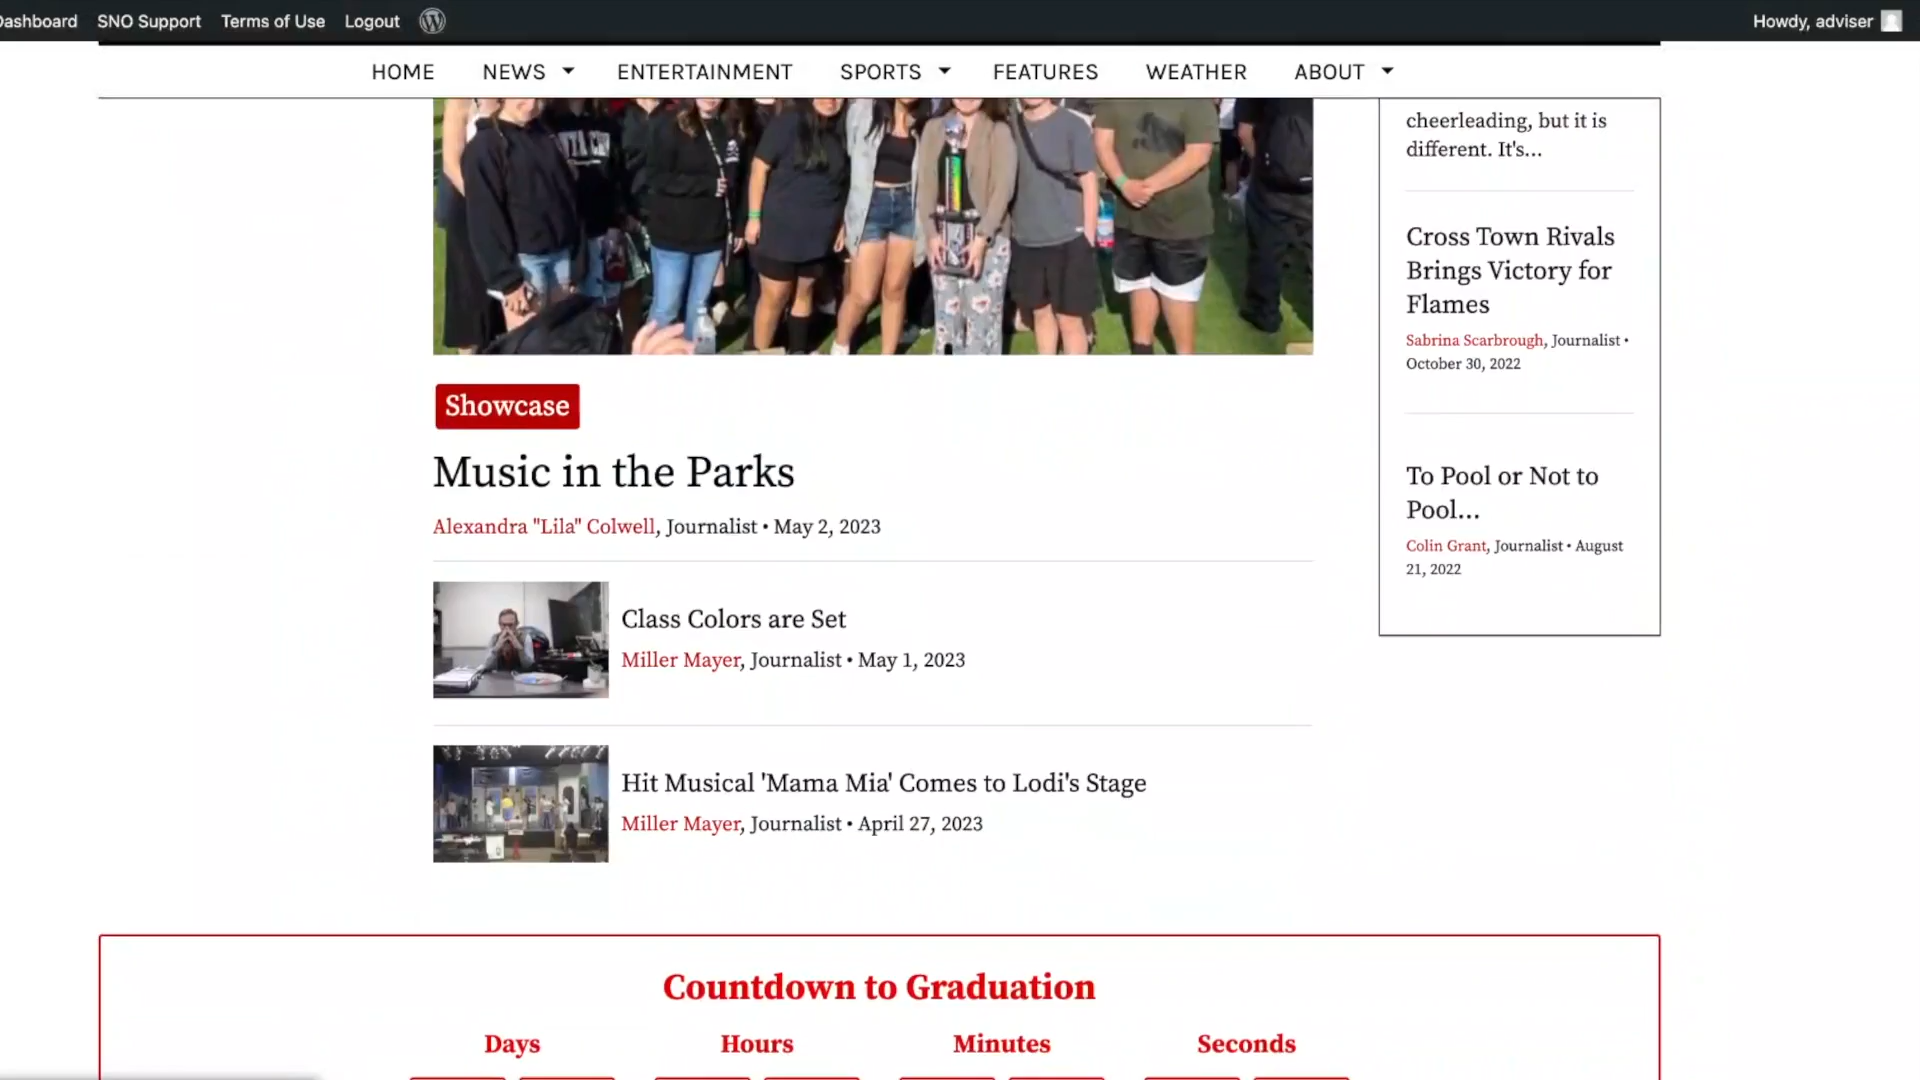 Dashboard SNO Support Terms of Use Logout Howdy, adviser
HOME NEWS ENTERTAINMENT SPORTS FEATURES WEATHER ABOUT
cheerleading, but it is
different. It's...
Cross Town Rivals
Brings Victory for
Flames
Sabrina Scarbrough, Journalist •
October 30, 2022
To Pool or Not to
Pool...
Colin Grant, Journalist • August
21, 2022
Showcase
Music in the Parks
Alexandra "Lila" Colwell, Journalist • May 2, 2023
Class Colors are Set
Miller Mayer, Journalist • May 1, 2023
Hit Musical 'Mama Mia' Comes to Lodi's Stage
Miller Mayer, Journalist • April 27, 2023
Countdown to Graduation
Days Hours Minutes Seconds